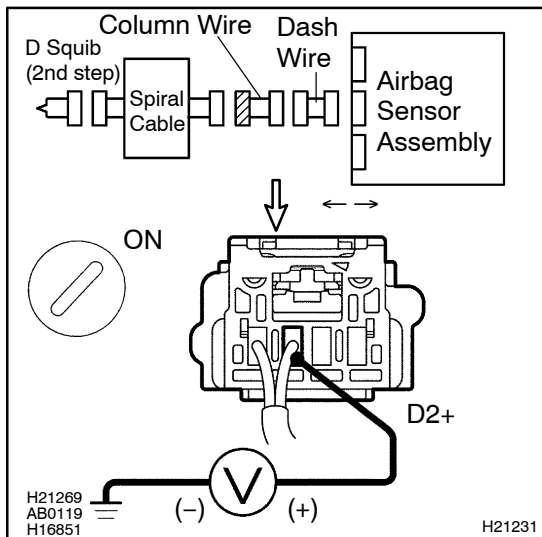 Column Wire
Dash
Wire
D Squib
(2nd step)
Spiral
Cable
Airbag
Sensor
Assembly
ON
D2+
V
(−)
(+)
H21269
AB0119
H16851
H21231